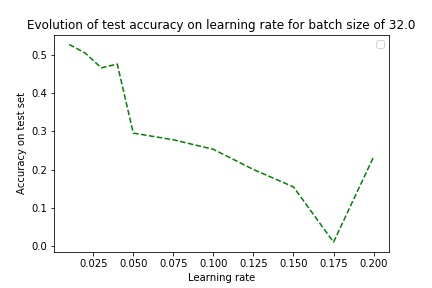 Evolution of test accuracy on learning rate for batch size of 32.0
0.5
0.4
0.3
0.2
0.1
0.0
Accuracy on test set
0.025 0.050 0.075 0.100 0.125 0.150 0.175 0.200
Learning rate